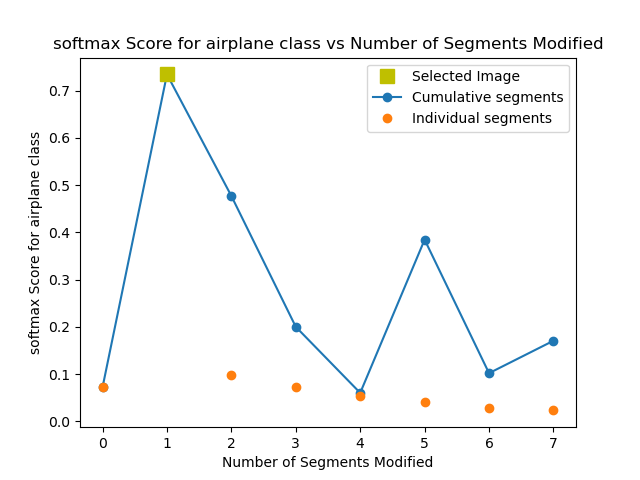 softmax Score for airplane class vs Number of Segments Modified
Selected Image
Cumulative segments
Individual segments
softmax Score for airplane class
0.7
0.6
0.5
0.4
0.3
0.2
0.1
0.0
0 1 2 3 4 5 6 7
Number of Segments Modified